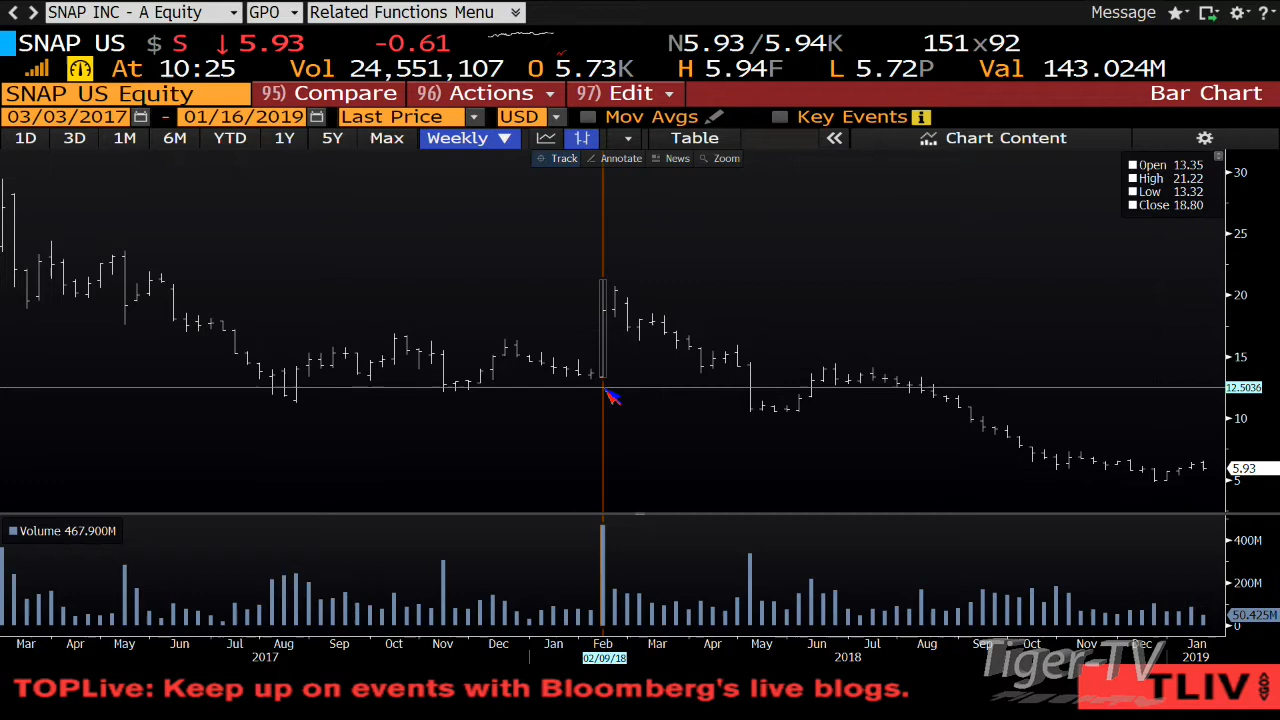 SNAP INC - A Equity GPO Related Functions Menu Message ?
SNAP US $ S ↓ 5.93 -0.61 N5.93/5.94K 151x92
At 10:25 Vol 24,551,107 O 5.73K H 5.94F L 5.72P Val 143.024M
SNAP US Equity 95) Compare 96) Actions 97) Edit Bar Chart
03/03/2017 - 01/16/2019 Last Price USD Mov Avgs Key Events
1D 3D 1M 6M YTD 1Y 5Y Max Weekly ▼ Table « Chart Content
Track Annotate News Zoom
Open 13.35
High 21.22
Low 13.32
Close 18.80
30
25
20
15
12.5036
10
5.93
5
Volume 467.900M
400M
200M
50.425M
0
Mar Apr May Jun Jul Aug Sep Oct Nov Dec Jan Feb Mar Apr May Jun Jul Aug Sep Oct Nov Dec Jan
2017 02/09/18 2018 2019
Tiger-TV
TOPLive: Keep up on events with Bloomberg's live blogs. TLIV